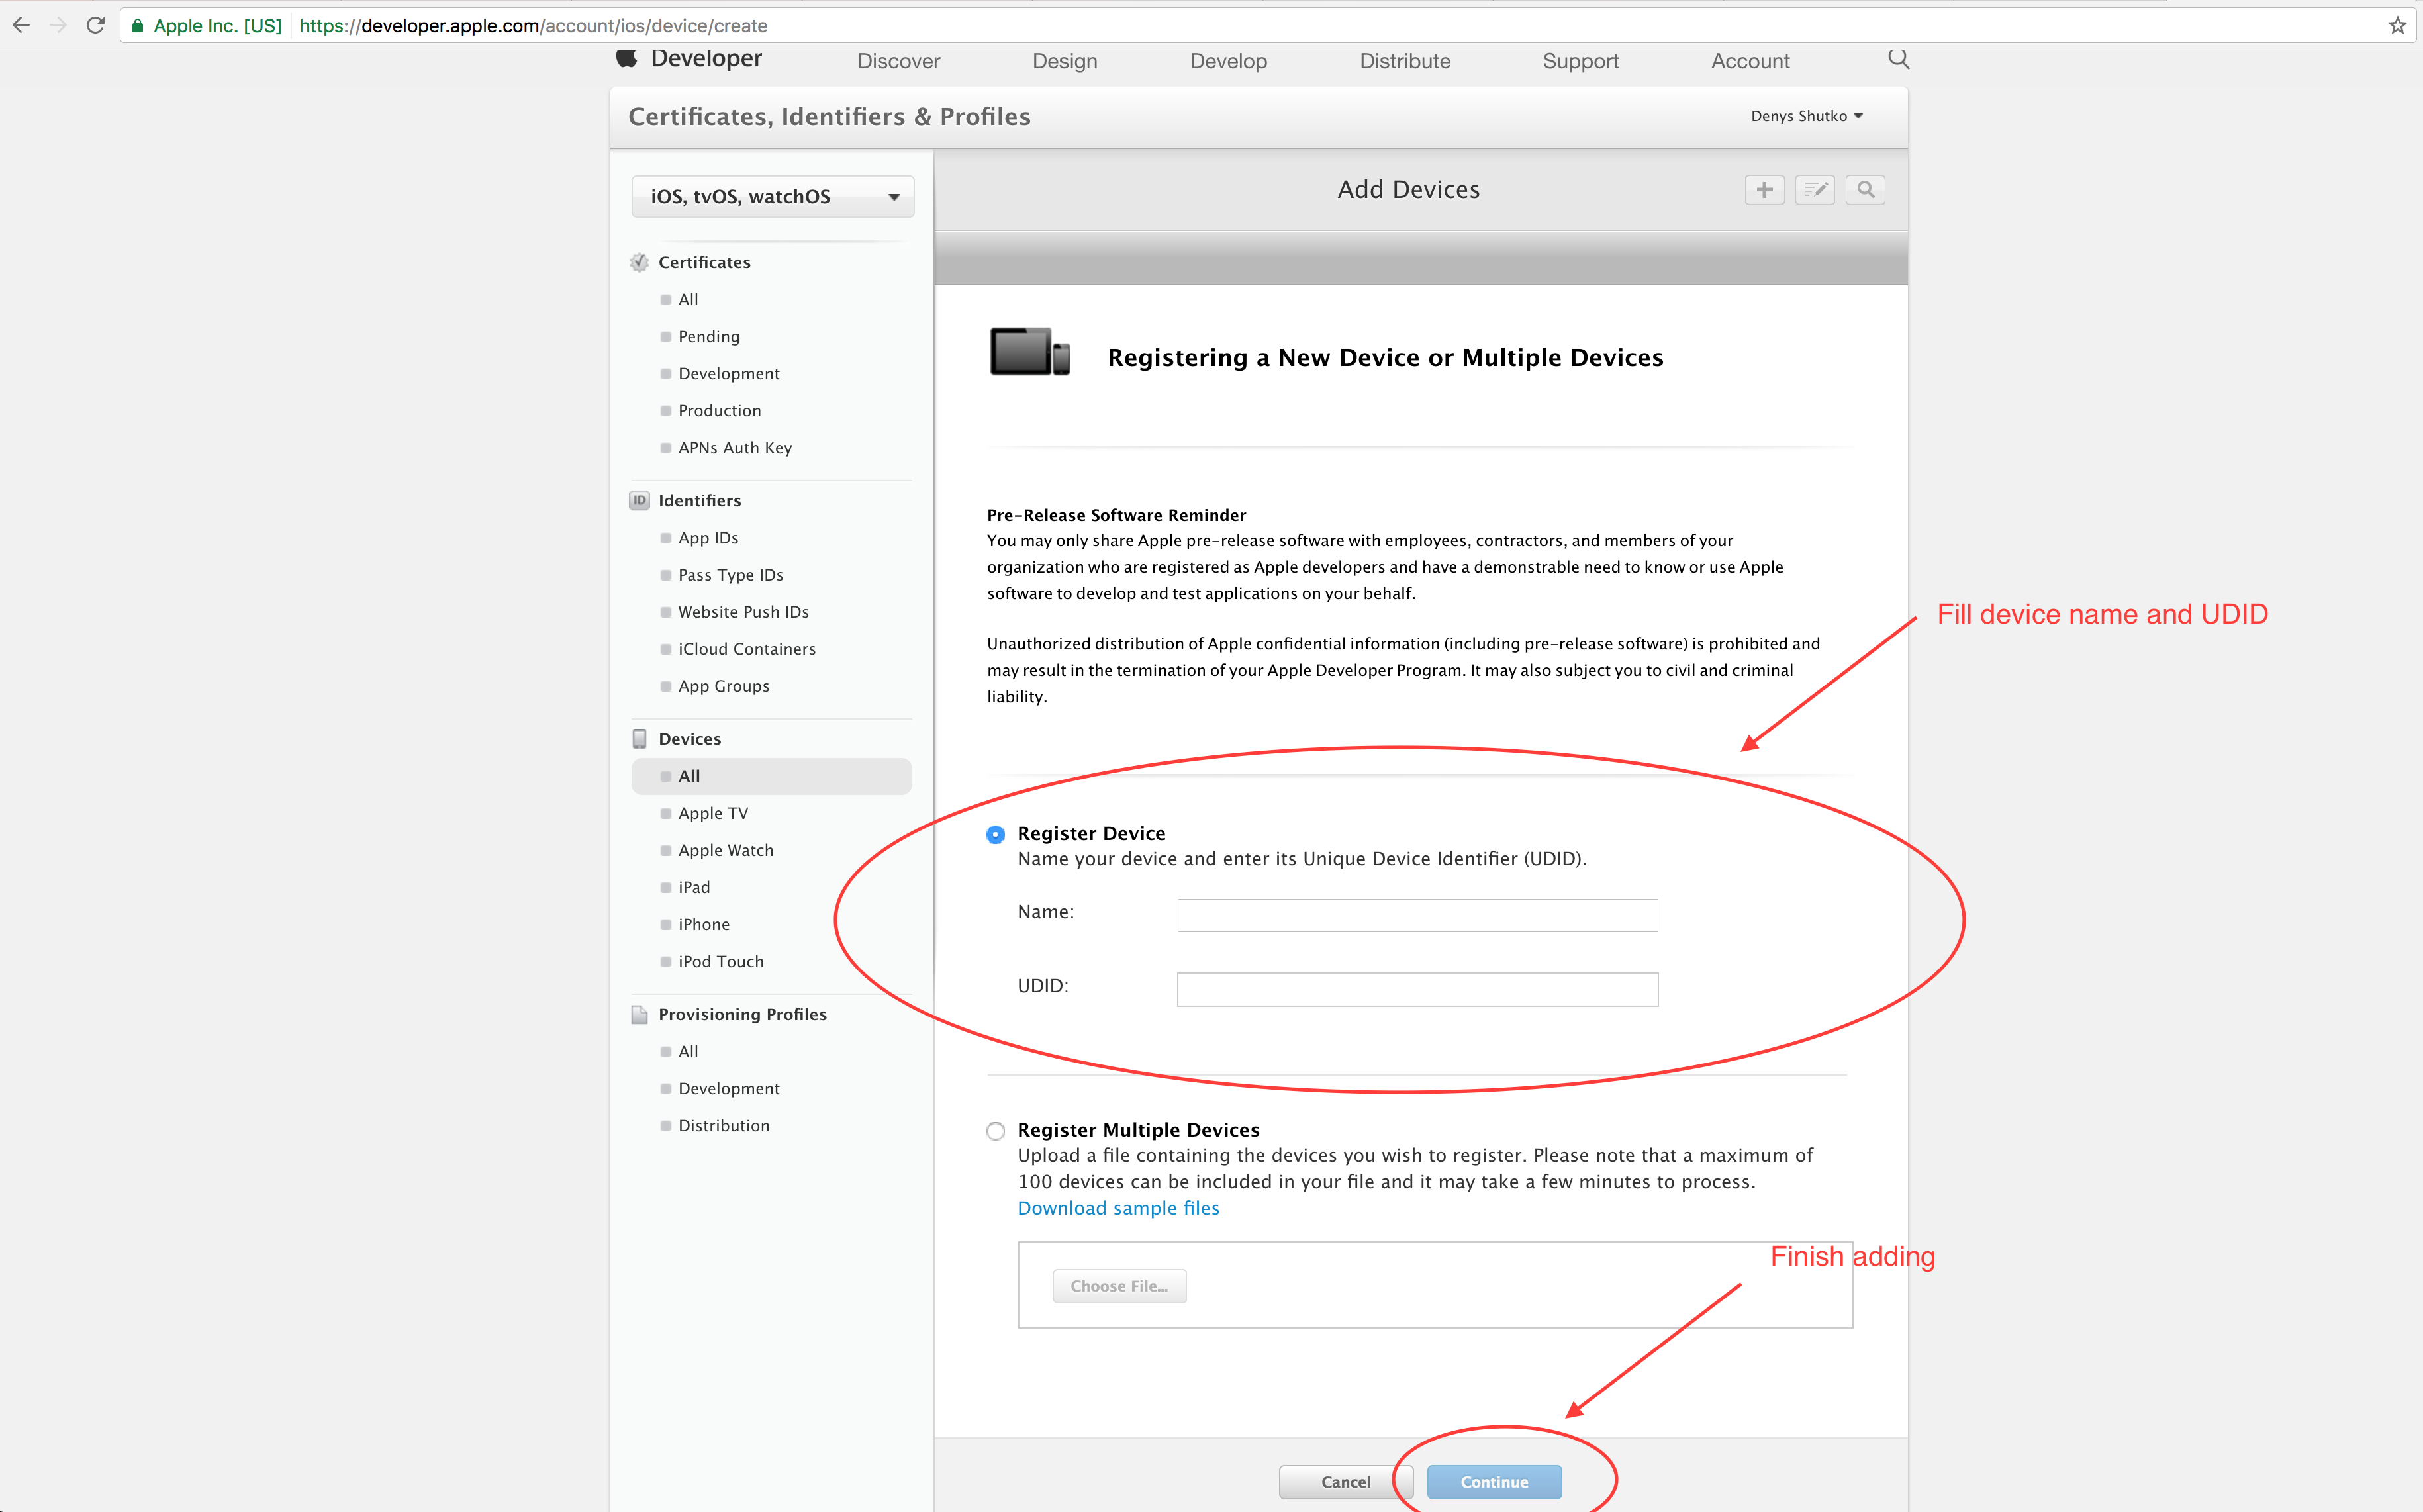 Apple Inc. [US] https://developer.apple.com/account/ios/device/create
Developer Discover Design Develop Distribute Support Account
Certificates, Identifiers & Profiles
Denys Shutko
iOS, tvOS, watchOS
Add Devices
Certificates
All
Pending
Development
Production
APNs Auth Key
ID Identifiers
App IDs
Pass Type IDs
Website Push IDs
iCloud Containers
App Groups
Devices
All
Apple TV
Apple Watch
iPad
iPhone
iPod Touch
Provisioning Profiles
All
Development
Distribution
Registering a New Device or Multiple Devices
Pre-Release Software Reminder
You may only share Apple pre-release software with employees, contractors, and members of your
organization who are registered as Apple developers and have a demonstrable need to know or use Apple
software to develop and test applications on your behalf.
Unauthorized distribution of Apple confidential information (including pre-release software) is prohibited and
may result in the termination of your Apple Developer Program. It may also subject you to civil and criminal
liability.
Fill device name and UDID
Register Device
Name your device and enter its Unique Device Identifier (UDID).
Name:
UDID:
Register Multiple Devices
Upload a file containing the devices you wish to register. Please note that a maximum of
100 devices can be included in your file and it may take a few minutes to process.
Download sample files
Finish adding
Choose File...
Cancel
Continue